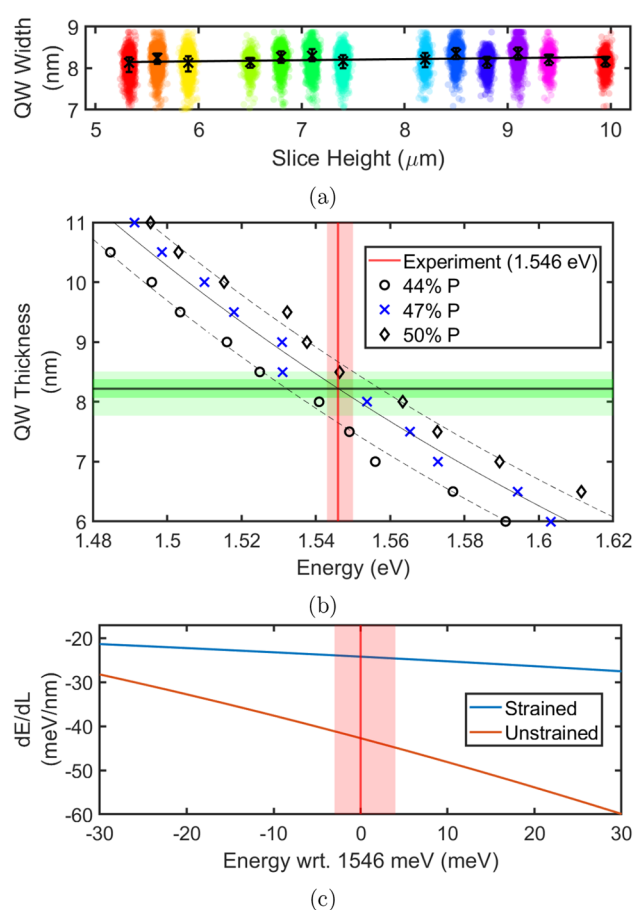 QW Width
(nm)
9
8
7
5
6
7
8
9
10
Slice Height (μm)
(a)
QW Thickness
(nm)
11
10
9
8
7
6
Experiment (1.546 eV)
44% P
47% P
50% P
1.48
1.5
1.52
1.54
1.56
1.58
1.6
1.62
Energy (eV)
(b)
dE/dL
(meV/nm)
-20
-30
-40
-50
-60
Strained
Unstrained
-30
-20
-10
0
10
20
30
Energy wrt. 1546 meV (meV)
(c)